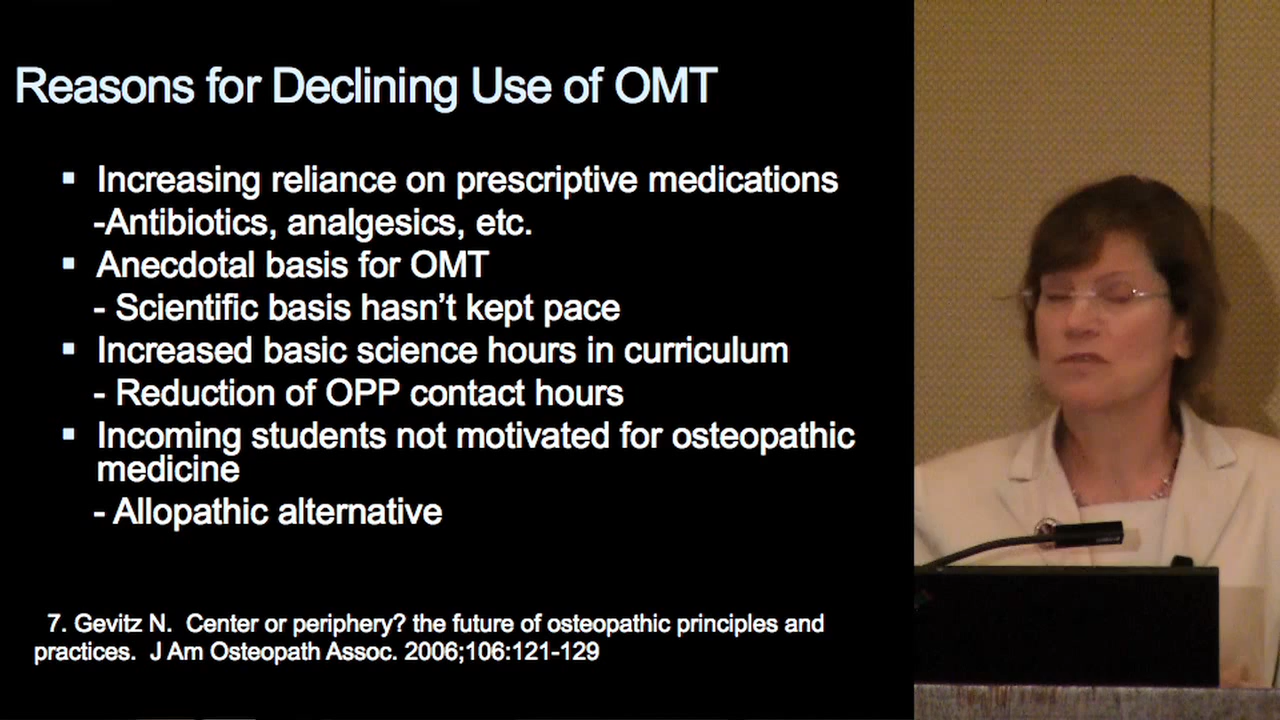 Reasons for Declining Use of OMT
▪ Increasing reliance on prescriptive medications
-Antibiotics, analgesics, etc.
▪ Anecdotal basis for OMT
- Scientific basis hasn't kept pace
▪ Increased basic science hours in curriculum
- Reduction of OPP contact hours
▪ Incoming students not motivated for osteopathic
medicine
- Allopathic alternative
7. Gevitz N. Center or periphery? the future of osteopathic principles and
practices. J Am Osteopath Assoc. 2006;106:121-129